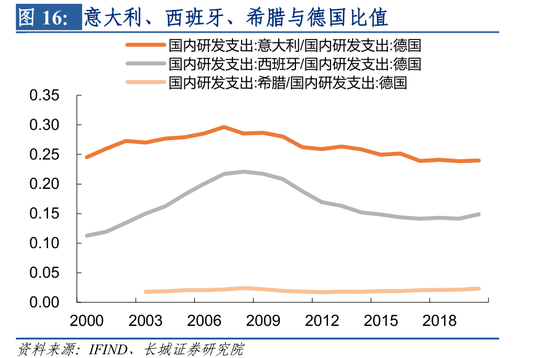 图 16: 意大利、西班牙、希腊与德国比值
国内研发支出:意大利/国内研发支出:德国
国内研发支出:西班牙/国内研发支出:德国
国内研发支出:希腊/国内研发支出:德国
0.35
0.30
0.25
0.20
0.15
0.10
0.05
0.00
2000 2003 2006 2009 2012 2015 2018
资料来源：IFIND、长城证券研究院